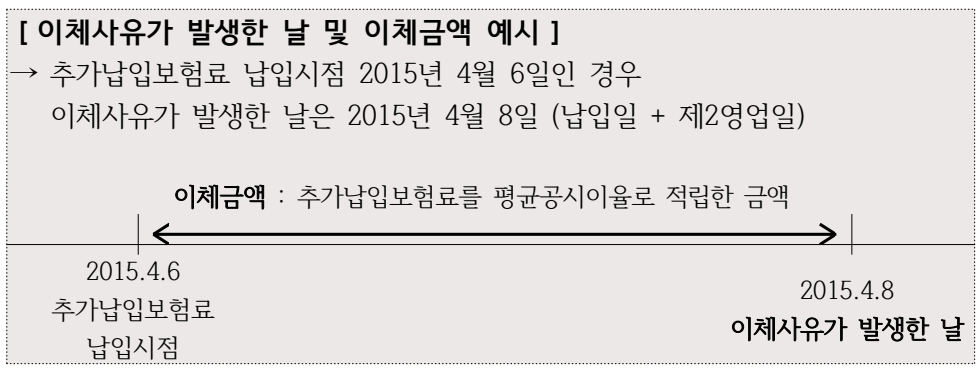 [ 이체사유가 발생한 날 및 이체금액 예시 ]
→ 추가납입보험료 납입시점 2015년 4월 6일인 경우
이체사유가 발생한 날은 2015년 4월 8일 (납입일 + 제2영업일)
이체금액 : 추가납입보험료를 평균공시이율로 적립한 금액
2015.4.6
추가납입보험료
납입시점
2015.4.8
이체사유가 발생한 날